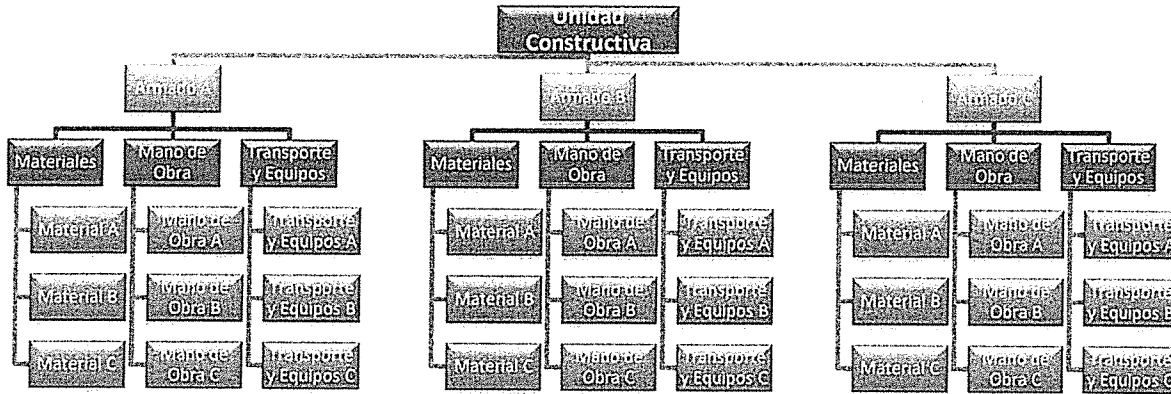 Unidad
Constructiva
Armado A
Armado B
Armado C
Materiales
Mano de
Obra
Transporte
y Equipos
Materiales
Mano de
Obra
Transporte
y Equipos
Materiales
Mano de
Obra
Transporte
y Equipos
Material A
Mano de
Obra A
Transporte
y Equipos A
Material A
Mano de
Obra A
Transporte
y Equipos A
Material A
Mano de
Obra A
Transporte
y Equipos A
Material B
Mano de
Obra B
Transporte
y Equipos B
Material B
Mano de
Obra B
Transporte
y Equipos B
Material B
Mano de
Obra B
Transporte
y Equipos B
Material C
Mano de
Obra C
Transporte
y Equipos C
Material C
Mano de
Obra C
Transporte
y Equipos C
Material C
Mano de
Obra C
Transporte
y Equipos C